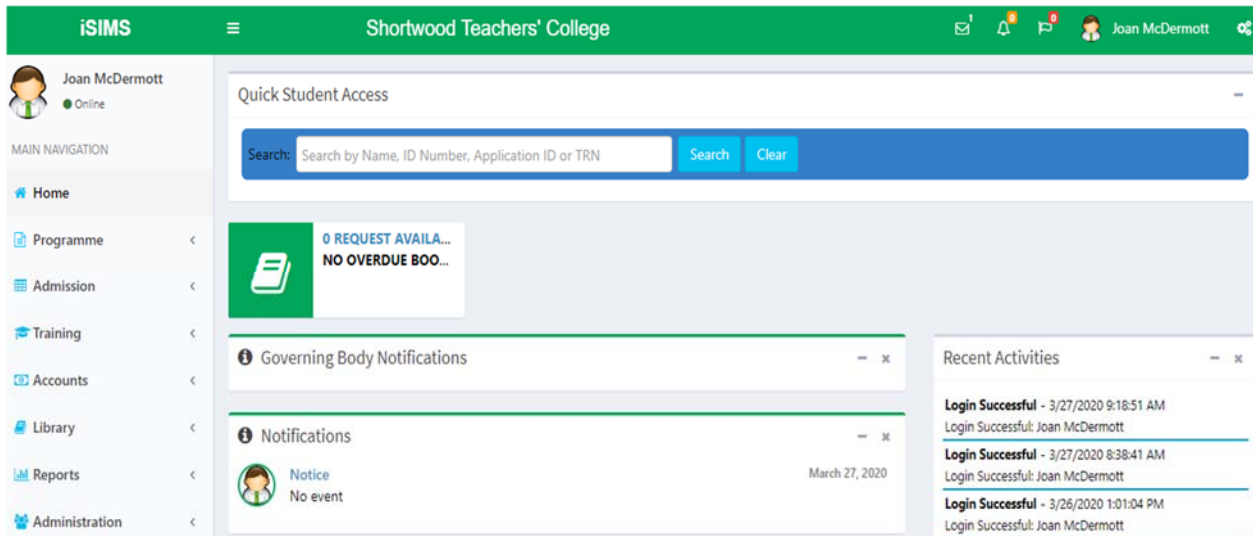 iSIMS
Shortwood Teachers' College
1
0
0
Joan McDermott
Joan McDermott
Online
MAIN NAVIGATION
Home
Programme
Admission
Training
Accounts
Library
Reports
Administration
Quick Student Access
Search: Search by Name, ID Number, Application ID or TRN Search Clear
0 REQUEST AVAILA...
NO OVERDUE BOO...
Governing Body Notifications
Notifications
Notice March 27, 2020
No event
Recent Activities
Login Successful - 3/27/2020 9:18:51 AM
Login Successful: Joan McDermott
Login Successful - 3/27/2020 8:38:41 AM
Login Successful: Joan McDermott
Login Successful - 3/26/2020 1:01:04 PM
Login Successful: Joan McDermott